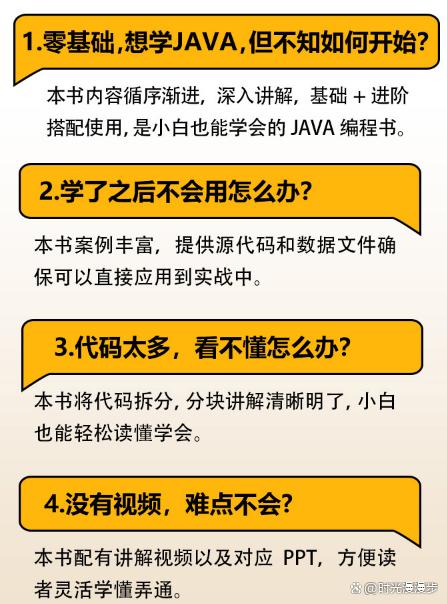 1.零基础,想学JAVA,但不知如何开始?
本书内容循序渐进，深入讲解，基础 + 进阶
搭配使用, 是小白也能学会的 JAVA 编程书。
2.学了之后不会用怎么办?
本书案例丰富，提供源代码和数据文件确
保可以直接应用到实战中。
3.代码太多，看不懂怎么办?
本书将代码拆分, 分块讲解清晰明了, 小白
也能轻松读懂学会。
4.没有视频，难点不会?
本书配有讲解视频以及对应 PPT，方便读
者灵活学懂弄通。
@时光漫漫步